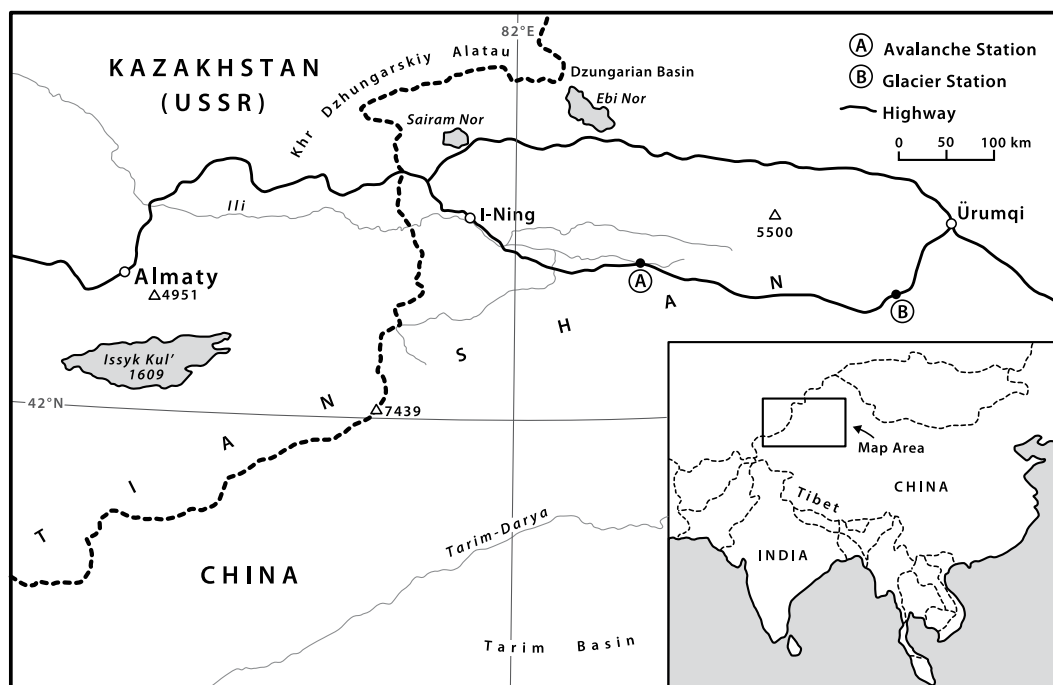 82°E
KAZAKHSTAN
(USSR)
Khr Dzhungarskiy Alatau
Dzungarian Basin
Ebi Nor
Sairam Nor
A Avalanche Station
B Glacier Station
Highway
0 50 100 km
Ili
I-Ning
5500
Ürumqi
Almaty
4951
A
B
Issyk Kul'
1609
42°N
7439
TIAN SHAN
CHINA
Tarim-Darya
Tarim Basin
Map Area
CHINA
Tibet
INDIA